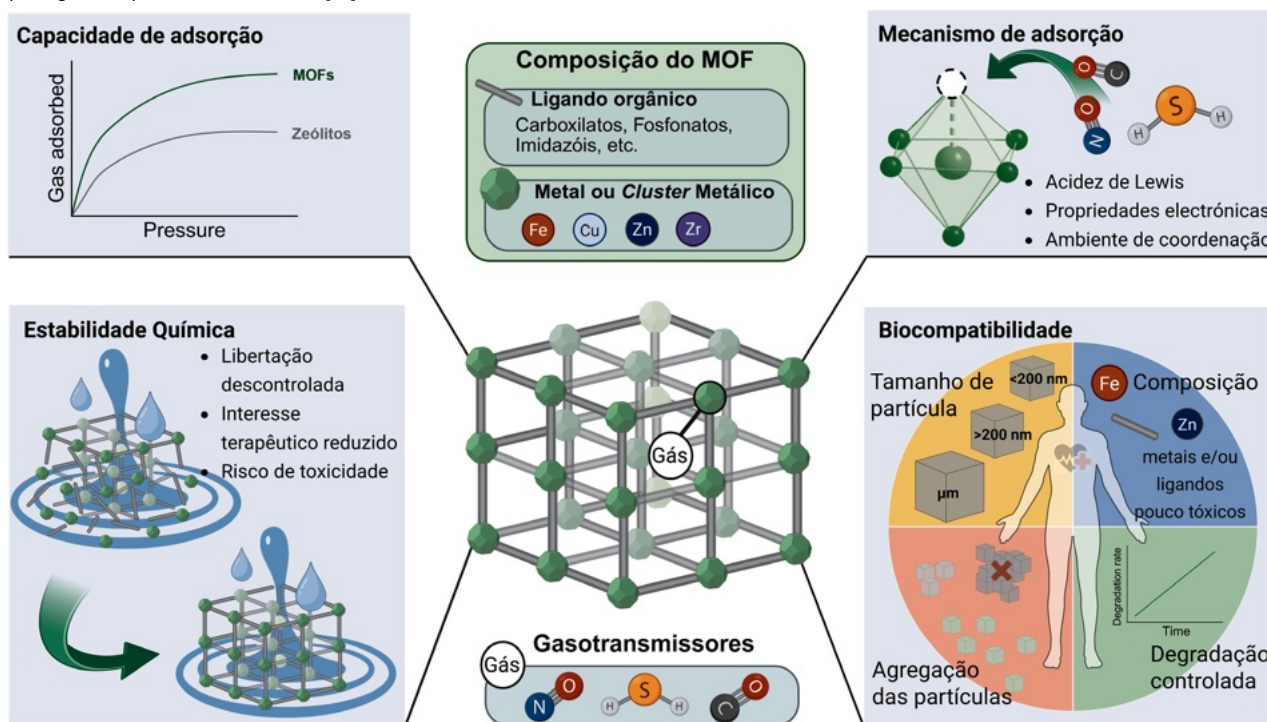 Capacidade de adsorção
Gas adsorbed
MOFs
Zeólitos
Pressure
Composição do MOF
Ligando orgânico
Carboxilatos, Fosfonatos,
Imidazóis, etc.
Metal ou Cluster Metálico
Fe Cu Zn Zr
Mecanismo de adsorção
O C
O N
S H H
• Acidez de Lewis
• Propriedades electrónicas
• Ambiente de coordenação
Estabilidade Química
• Libertação
descontrolada
• Interesse
terapêutico reduzido
• Risco de toxicidade
Gás
Gasotransmissores
Gás
N O H S H C O
Biocompatibilidade
Tamanho de
partícula
<200 nm
>200 nm
μm
Fe Composição
Zn
metais e/ou
ligandos
pouco tóxicos
Agregação
das partículas
Degradation rate
Time
Degradação
controlada